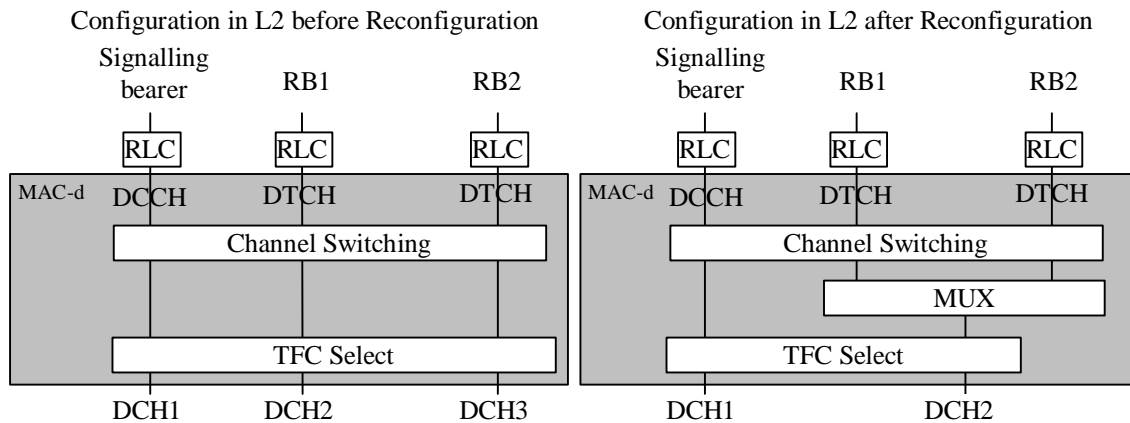 Configuration in L2 before Reconfiguration
Signalling
bearer
RB1
RB2
RLC
RLC
RLC
MAC-d
DCCH
DTCH
DTCH
Channel Switching
TFC Select
DCH1
DCH2
DCH3
Configuration in L2 after Reconfiguration
Signalling
bearer
RB1
RB2
RLC
RLC
RLC
MAC-d
DCCH
DTCH
DTCH
Channel Switching
MUX
TFC Select
DCH1
DCH2